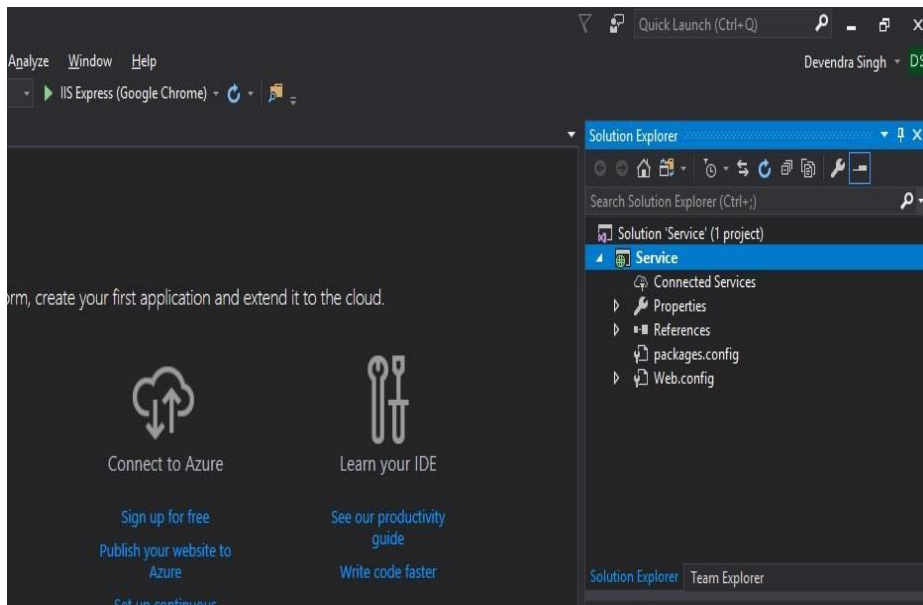 Quick Launch (Ctrl+Q)
Analyze Window Help
Devendra Singh DS
IIS Express (Google Chrome)
Solution Explorer
Search Solution Explorer (Ctrl+;)
Solution 'Service' (1 project)
Service
Connected Services
Properties
References
packages.config
Web.config
orm, create your first application and extend it to the cloud.
Connect to Azure
Sign up for free
Publish your website to
Azure
Set up continuous
Learn your IDE
See our productivity
guide
Write code faster
Solution Explorer Team Explorer